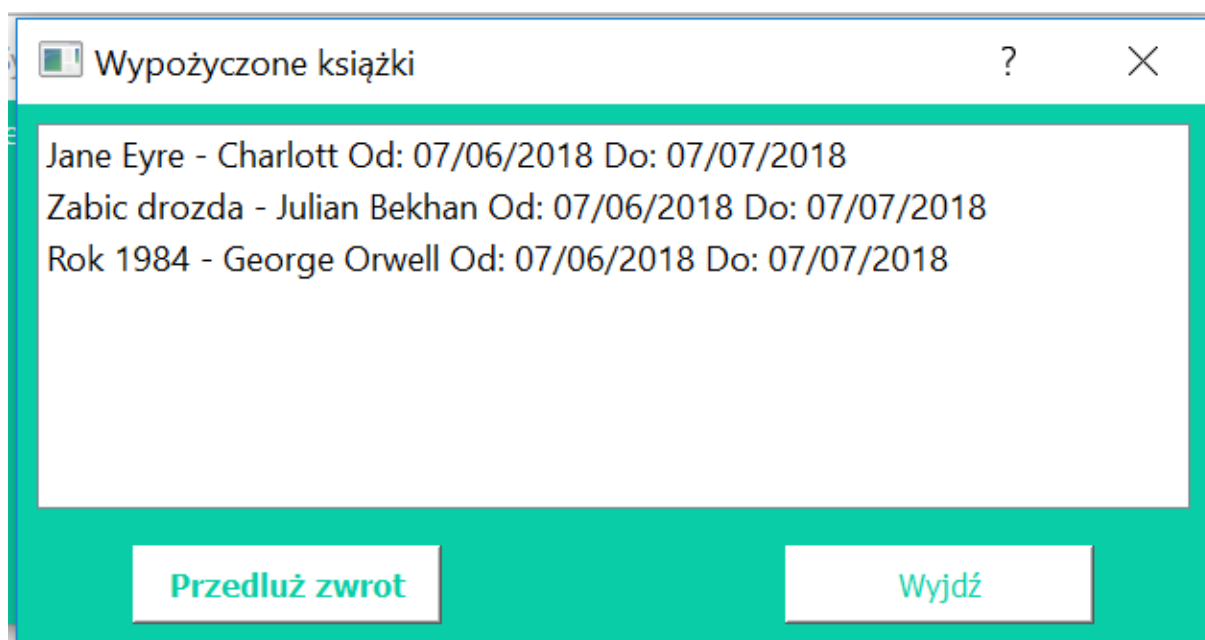 Wypożyczone książki ?
Jane Eyre - Charlott Od: 07/06/2018 Do: 07/07/2018
Zabic drozda - Julian Bekhan Od: 07/06/2018 Do: 07/07/2018
Rok 1984 - George Orwell Od: 07/06/2018 Do: 07/07/2018
Przedluż zwrot
Wyjdź